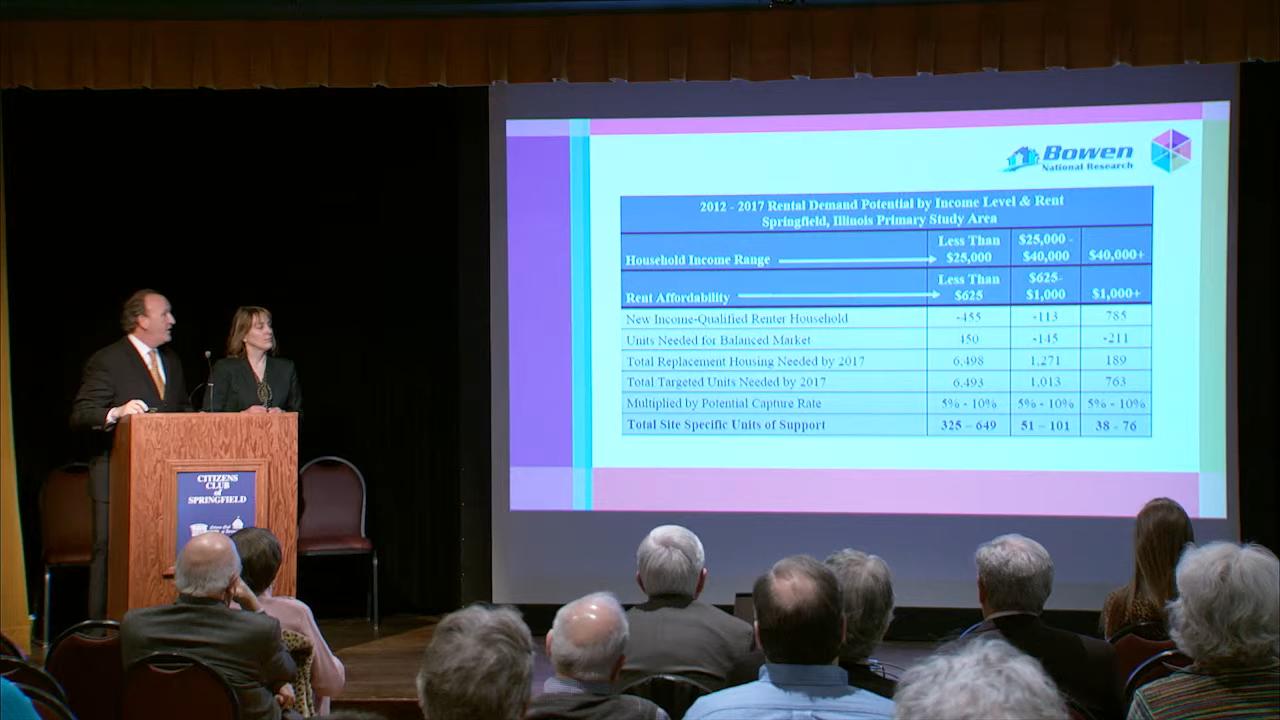 Bowen
National Research
2012 - 2017 Rental Demand Potential by Income Level & Rent
Springfield, Illinois Primary Study Area
Household Income Range Less Than $25,000 $25,000 - $40,000 $40,000+
Rent Affordability Less Than $625 $625- $1,000 $1,000+
New Income-Qualified Renter Household -455 -113 785
Units Needed for Balanced Market 450 -145 -211
Total Replacement Housing Needed by 2017 6,498 1,271 189
Total Targeted Units Needed by 2017 6,493 1,013 763
Multiplied by Potential Capture Rate 5% - 10% 5% - 10% 5% - 10%
Total Site Specific Units of Support 325 – 649 51 – 101 38 - 76
CITIZENS
CLUB
of
SPRINGFIELD